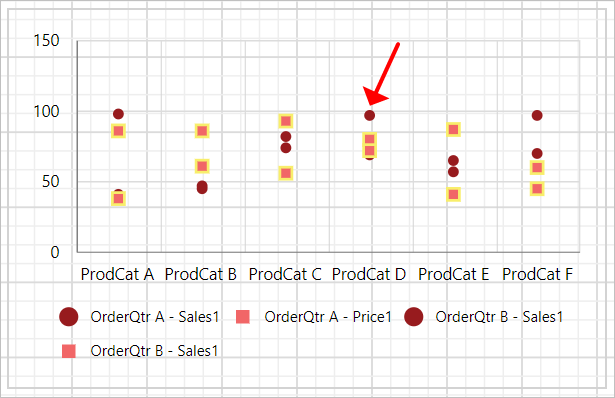 150
100
50
0
ProdCat A ProdCat B ProdCat C ProdCat D ProdCat E ProdCat F
OrderQtr A - Sales1 OrderQtr A - Price1 OrderQtr B - Sales1
OrderQtr B - Sales1